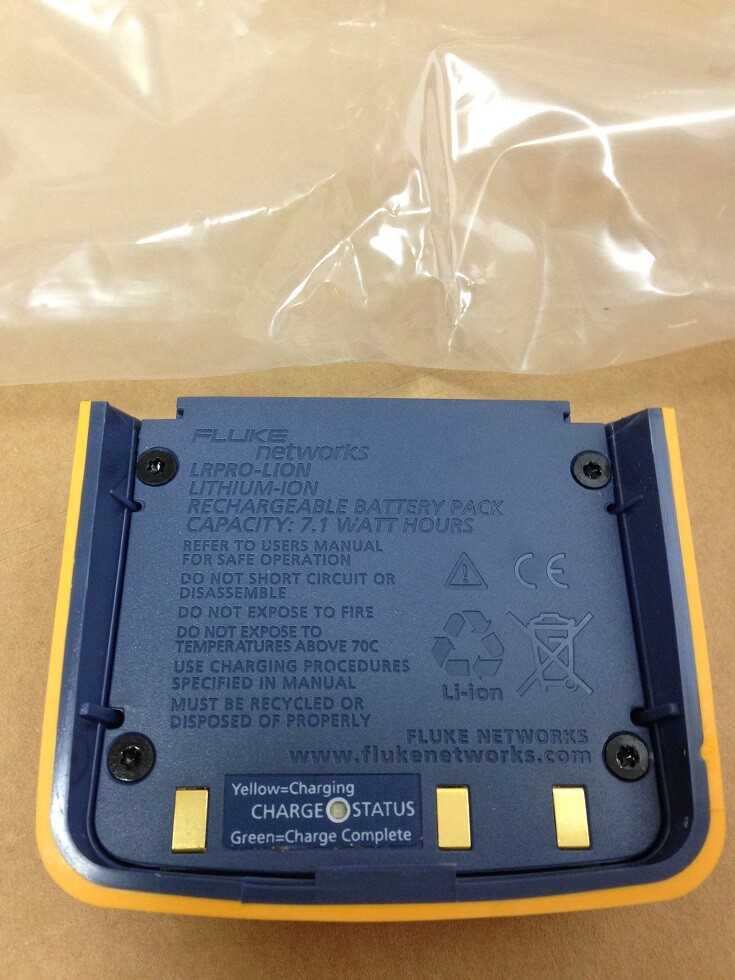 FLUKE
networks
LRPRO-LION
LITHIUM-ION
RECHARGEABLE BATTERY PACK
CAPACITY: 7.1 WATT HOURS
REFER TO USERS MANUAL
FOR SAFE OPERATION
DO NOT SHORT CIRCUIT OR
DISASSEMBLE
DO NOT EXPOSE TO FIRE
DO NOT EXPOSE TO
TEMPERATURES ABOVE 70C
USE CHARGING PROCEDURES
SPECIFIED IN MANUAL
MUST BE RECYCLED OR
DISPOSED OF PROPERLY
CE
Li-ion
FLUKE NETWORKS
www.flukenetworks.com
Yellow=Charging
CHARGE STATUS
Green=Charge Complete